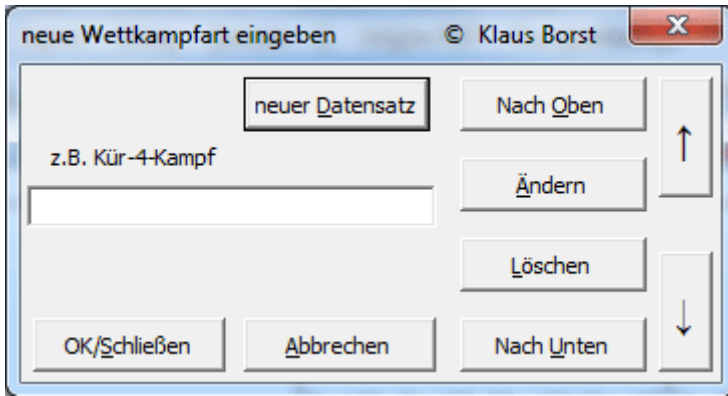 neue Wettkampfart eingeben © Klaus Borst X
neuer Datensatz Nach Oben ↑
z.B. Kür-4-Kampf
Ändern
Löschen
OK/Schließen Abbrechen Nach Unten ↓